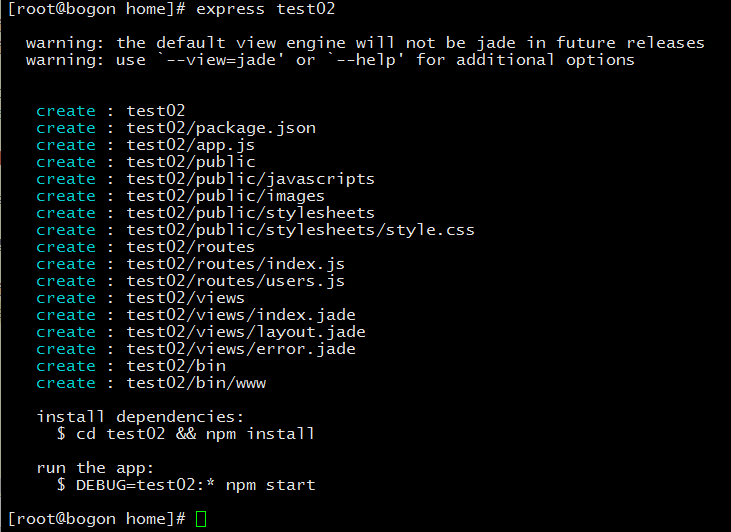 [root@bogon home]# express test02
warning: the default view engine will not be jade in future releases
warning: use `--view=jade' or `--help' for additional options
create : test02
create : test02/package.json
create : test02/app.js
create : test02/public
create : test02/public/javascripts
create : test02/public/images
create : test02/public/stylesheets
create : test02/public/stylesheets/style.css
create : test02/routes
create : test02/routes/index.js
create : test02/routes/users.js
create : test02/views
create : test02/views/index.jade
create : test02/views/layout.jade
create : test02/views/error.jade
create : test02/bin
create : test02/bin/www
install dependencies:
$ cd test02 && npm install
run the app:
$ DEBUG=test02:* npm start
[root@bogon home]#